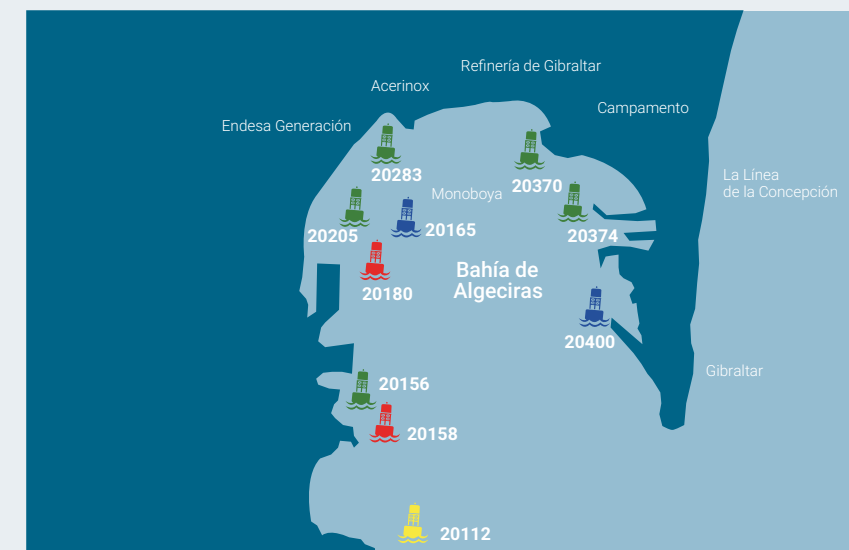 Refinería de Gibraltar
Acerinox
Campamento
Endesa Generación
20283
La Línea
de la Concepción
20370
Monoboya
20205
20165
20374
Bahía de
Algeciras
20180
20400
Gibraltar
20156
20158
20112